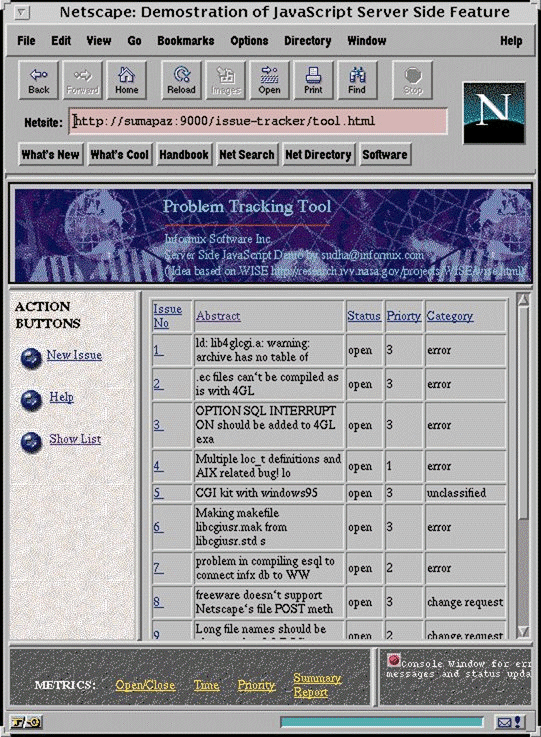 Netscape: Demostration of JavaScript Server Side Feature
File Edit View Go Bookmarks Options Directory Window Help
Back Forward Home Reload Images Open Print Find Stop
Netsite: http://sumapaz:9000/issue-tracker/tool.html
N
What's New What's Cool Handbook Net Search Net Directory Software
Problem Tracking Tool
Informix Software Inc.
Server Side JavaScript Demo by sudha@informix.com
(Idea based on WISE http://research.ivv.nasa.gov/projects/WISE/wise.html)
ACTION
BUTTONS
New Issue
Help
Show List
Issue
No Abstract Status Priorty Category
1 ld: lib4glcgi.a: warning:
archive has no table of open 3 error
2 .ec files can't be compiled as
is with 4GL open 3 error
3 OPTION SQL INTERRUPT
ON should be added to 4GL
exa open 3 error
4 Multiple loc_t definitions and
AIX related bug! lo open 1 error
5 CGI kit with windows95 open 3 unclassified
6 Making makefile
libcgiusr.mak from
libcgiusr.std s open 3 error
7 problem in compiling esql to
connect infx db to WW open 2 error
8 freeware doesn't support
Netscape's file POST meth open 3 change request
9 Long file names should be
open 2 change request
METRICS: Open/Close Time Priority Summary
Report
Console Window for err
messages and status upda